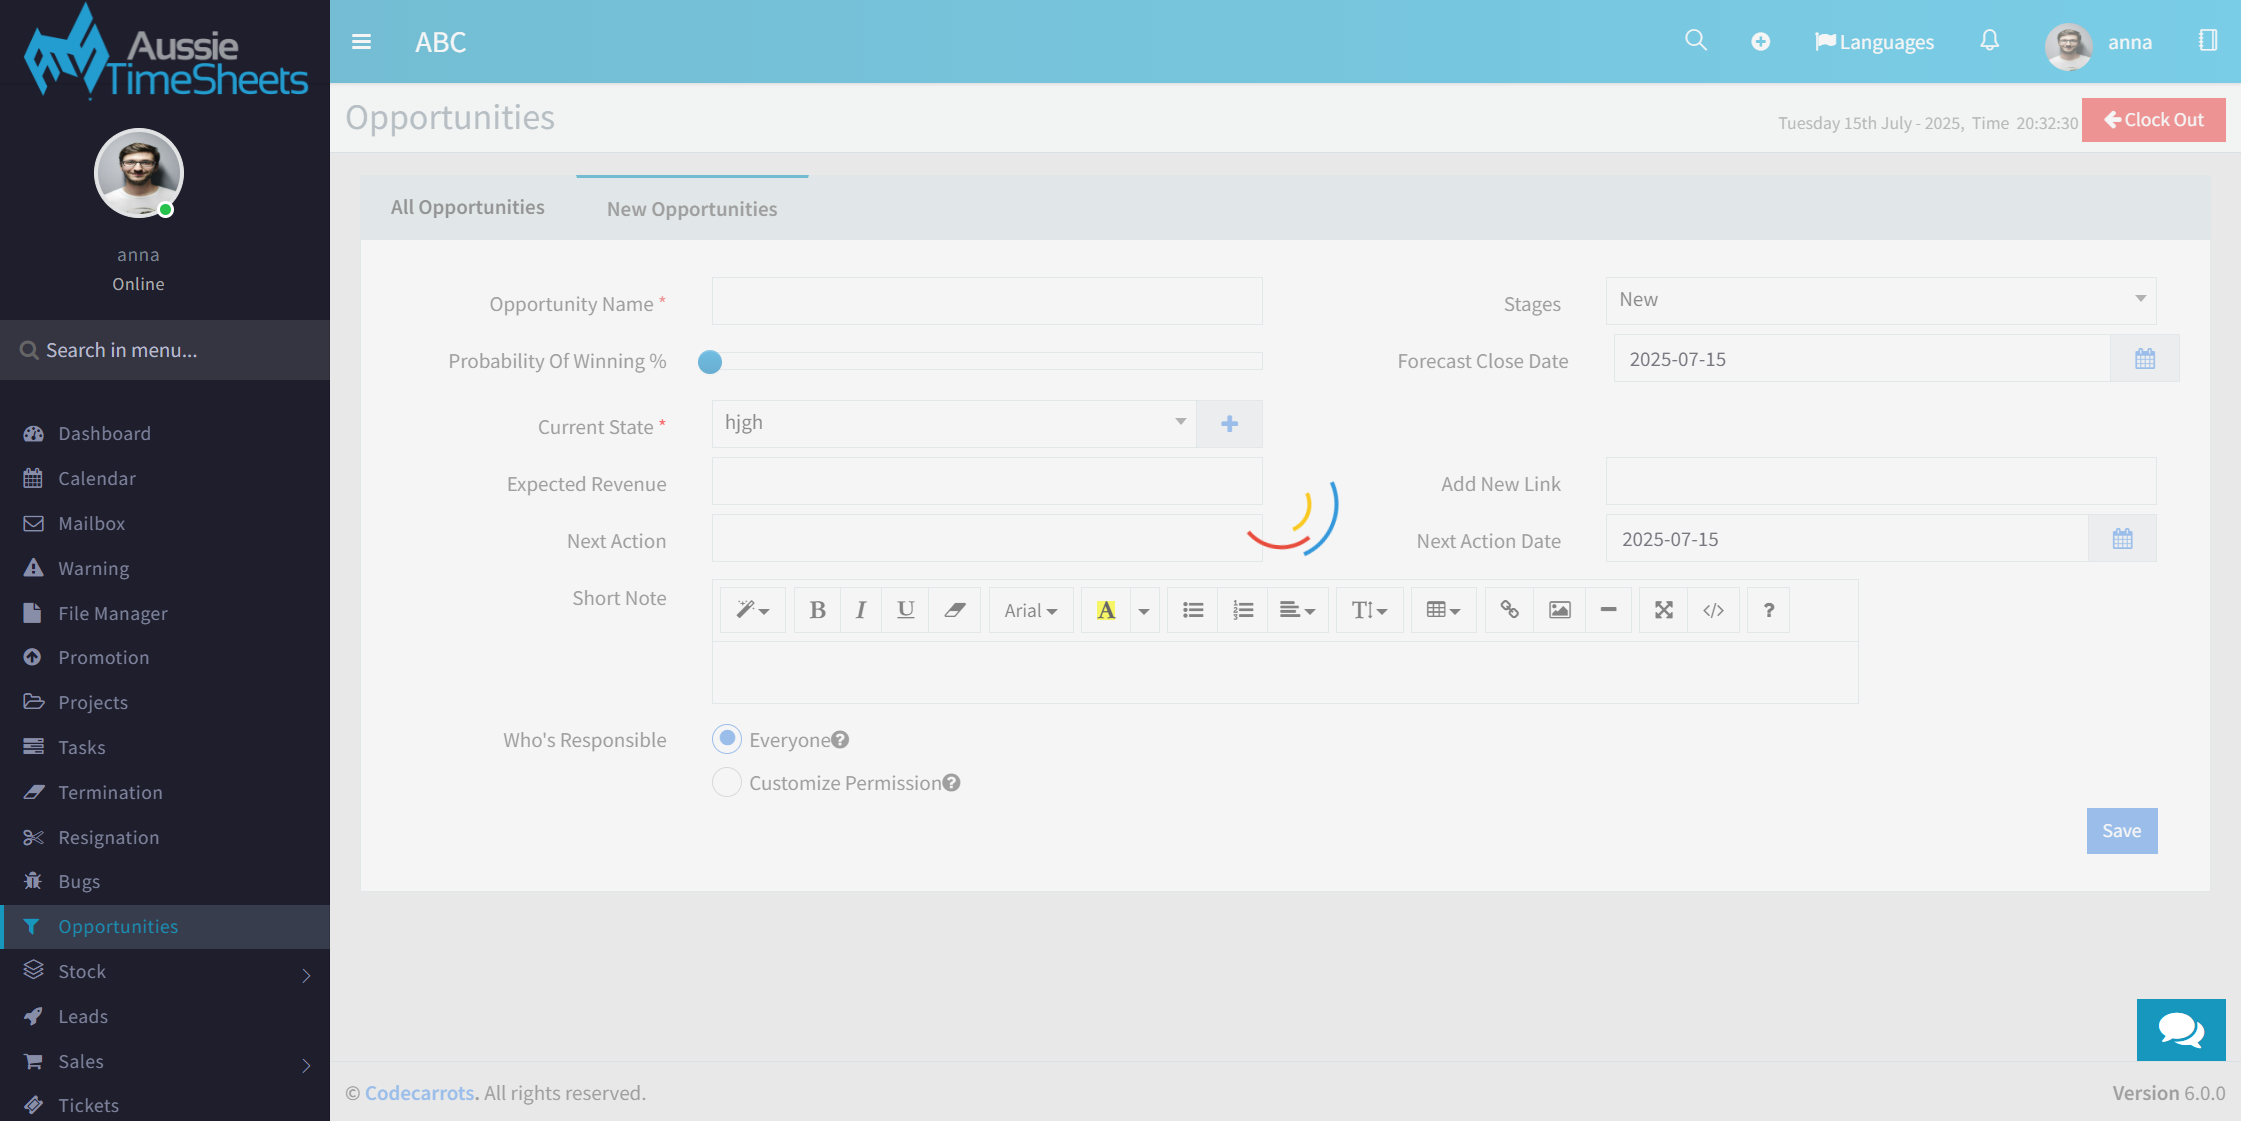 Aussie
TimeSheets
anna
Online
Search in menu...
Dashboard
Calendar
Mailbox
Warning
File Manager
Promotion
Projects
Tasks
Termination
Resignation
Bugs
Opportunities
Stock
Leads
Sales
Tickets
ABC
Languages
anna
Opportunities
Tuesday 15th July - 2025, Time 20:32:30
Clock Out
All Opportunities
New Opportunities
Opportunity Name *
Stages
New
Probability Of Winning %
Forecast Close Date
2025-07-15
Current State *
hjgh
Expected Revenue
Add New Link
Next Action
Next Action Date
2025-07-15
Short Note
B I U Arial A T </> ?
Who's Responsible
Everyone
Customize Permission
Save
© Codecarrots. All rights reserved.
Version 6.0.0